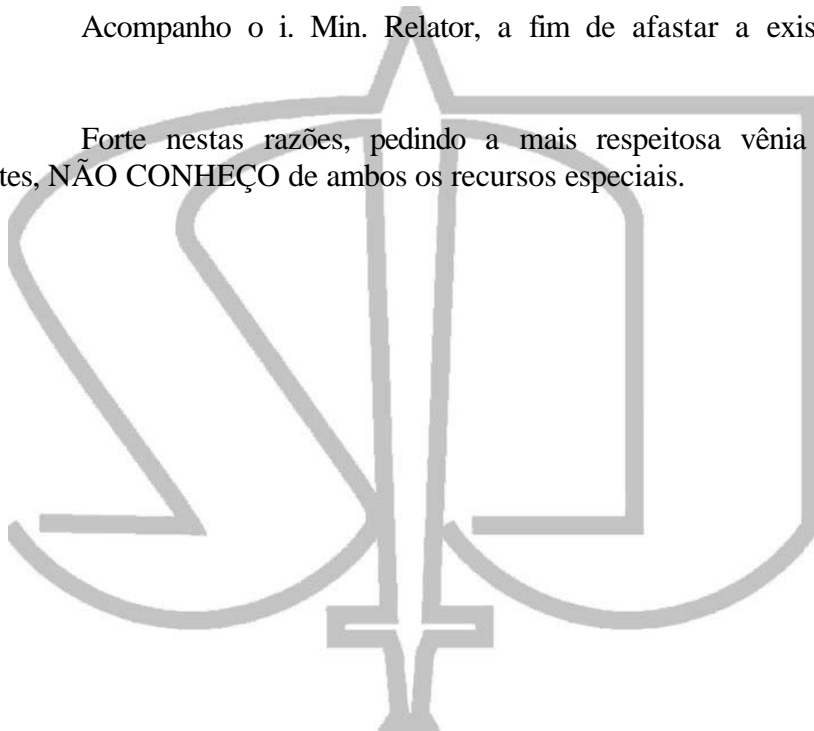 Acompanho o i. Min. Relator, a fim de afastar a exis
Forte nestas razões, pedindo a mais respeitosa vênia
tes, NÃO CONHEÇO de ambos os recursos especiais.